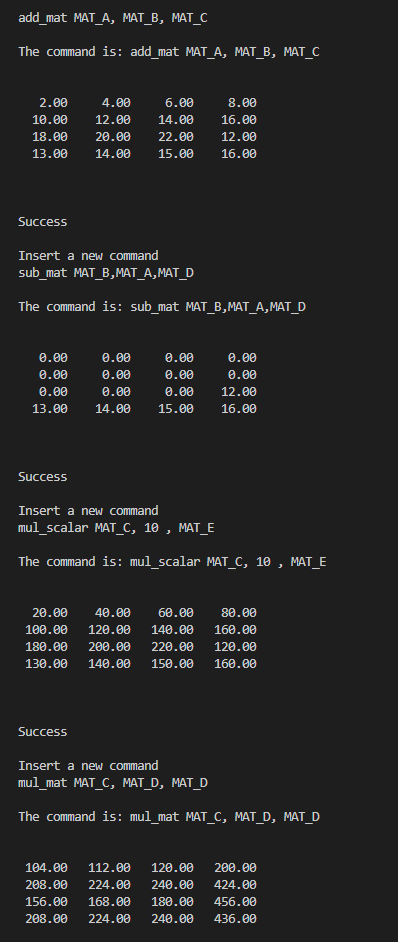 add_mat MAT_A, MAT_B, MAT_C
The command is: add_mat MAT_A, MAT_B, MAT_C
2.00 4.00 6.00 8.00
10.00 12.00 14.00 16.00
18.00 20.00 22.00 12.00
13.00 14.00 15.00 16.00
Success
Insert a new command
sub_mat MAT_B,MAT_A,MAT_D
The command is: sub_mat MAT_B,MAT_A,MAT_D
0.00 0.00 0.00 0.00
0.00 0.00 0.00 0.00
0.00 0.00 0.00 12.00
13.00 14.00 15.00 16.00
Success
Insert a new command
mul_scalar MAT_C, 10 , MAT_E
The command is: mul_scalar MAT_C, 10 , MAT_E
20.00 40.00 60.00 80.00
100.00 120.00 140.00 160.00
180.00 200.00 220.00 120.00
130.00 140.00 150.00 160.00
Success
Insert a new command
mul_mat MAT_C, MAT_D, MAT_D
The command is: mul_mat MAT_C, MAT_D, MAT_D
104.00 112.00 120.00 200.00
208.00 224.00 240.00 424.00
156.00 168.00 180.00 456.00
208.00 224.00 240.00 436.00